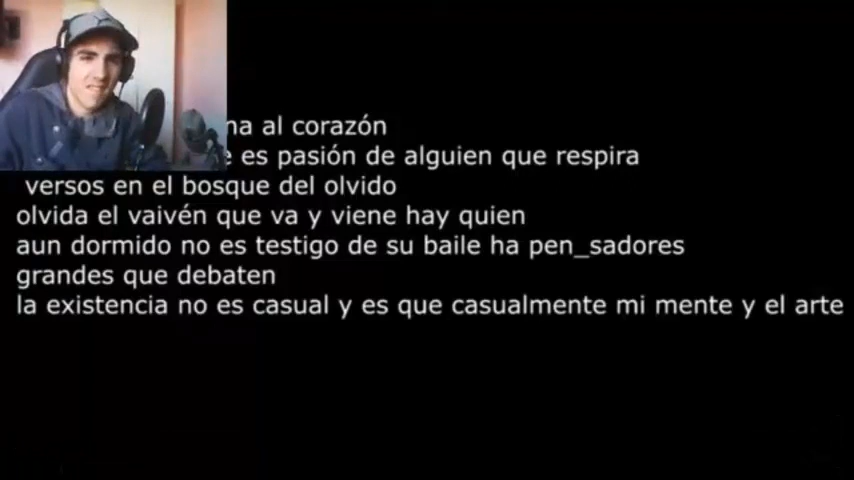 al corazón
es pasión de alguien que respira
versos en el bosque del olvido
olvida el vaivén que va y viene hay quien
aun dormido no es testigo de su baile ha pen_sadores
grandes que debaten
la existencia no es casual y es que casualmente mi mente y el arte